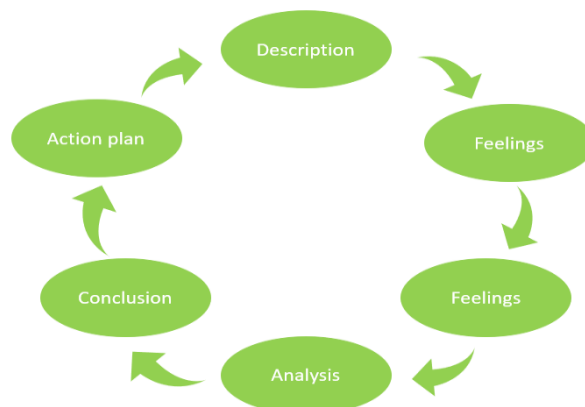 Description
Feelings
Feelings
Analysis
Conclusion
Action plan